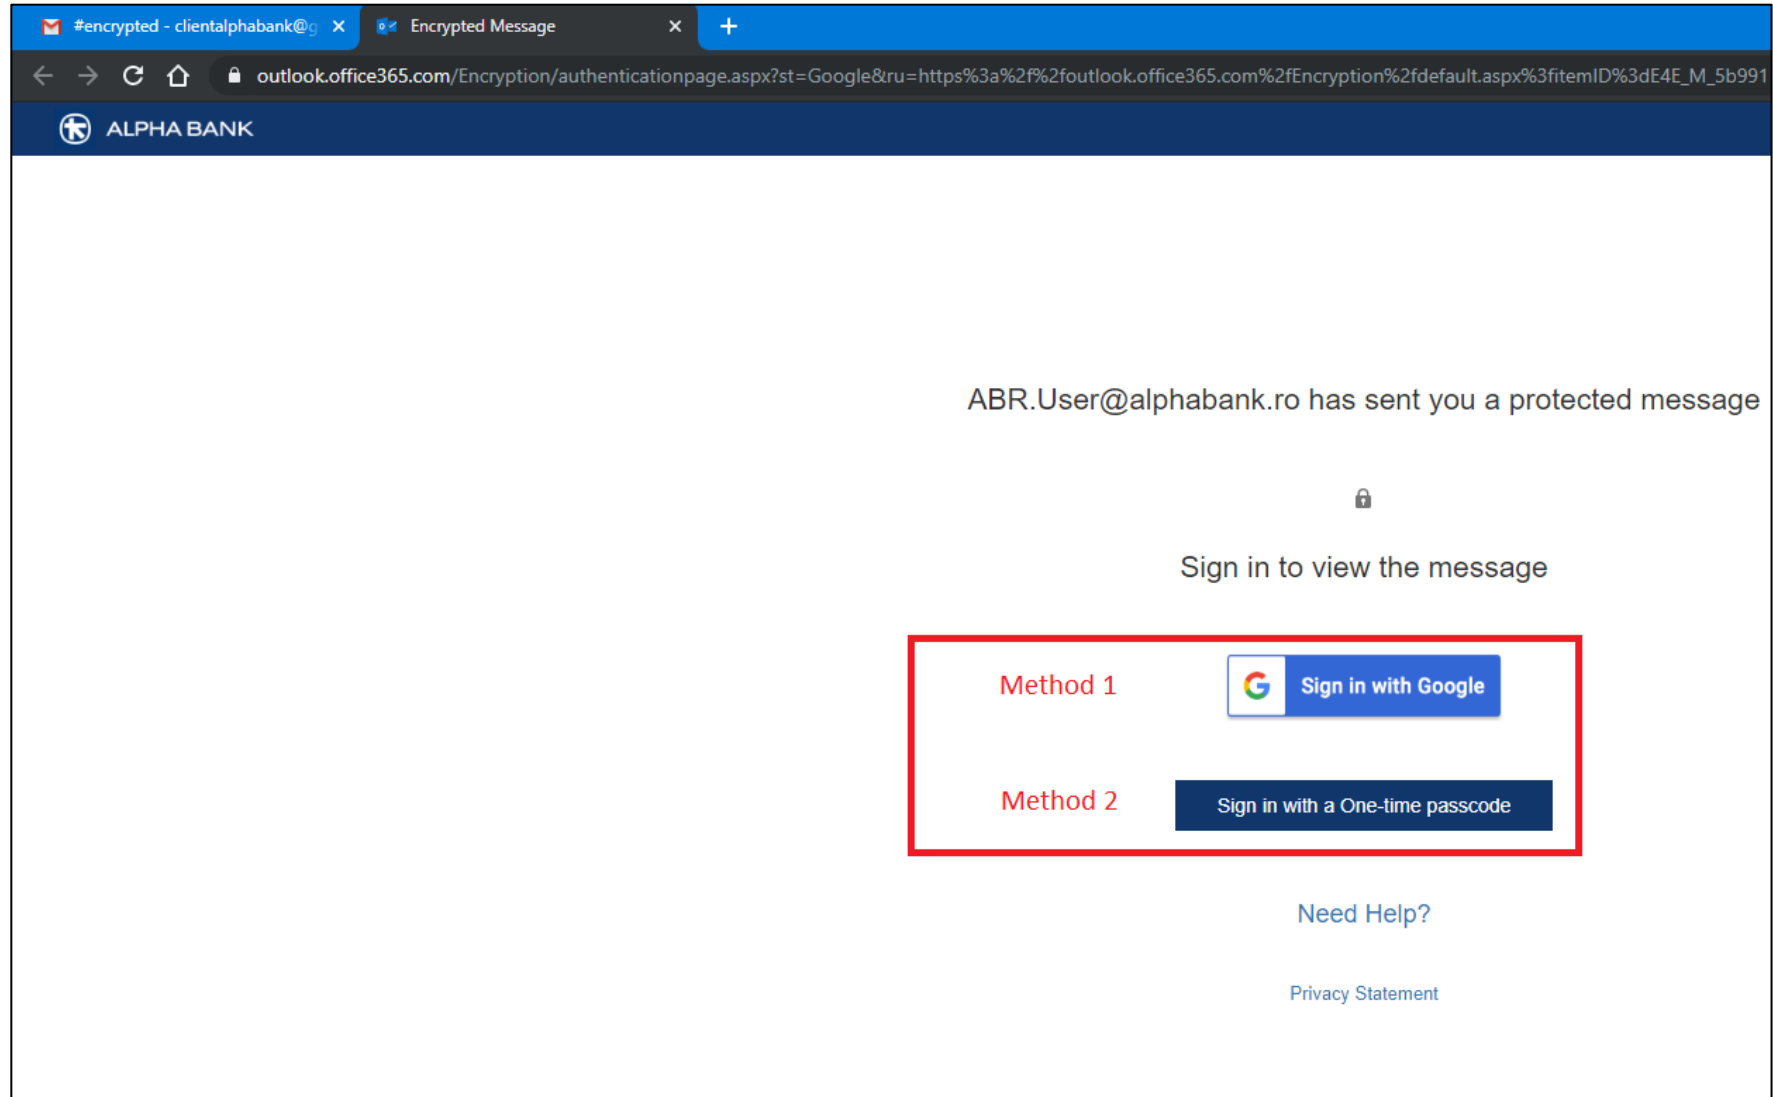 #encrypted - clientalphabank@g
Encrypted Message
outlook.office365.com/Encryption/authenticationpage.aspx?st=Google&ru=https%3a%2f%2foutlook.office365.com%2fEncryption%2fdefault.aspx%3fitemID%3dE4E_M_5b991
ALPHA BANK
ABR.User@alphabank.ro has sent you a protected message
Sign in to view the message
Method 1 Sign in with Google
Method 2 Sign in with a One-time passcode
Need Help?
Privacy Statement